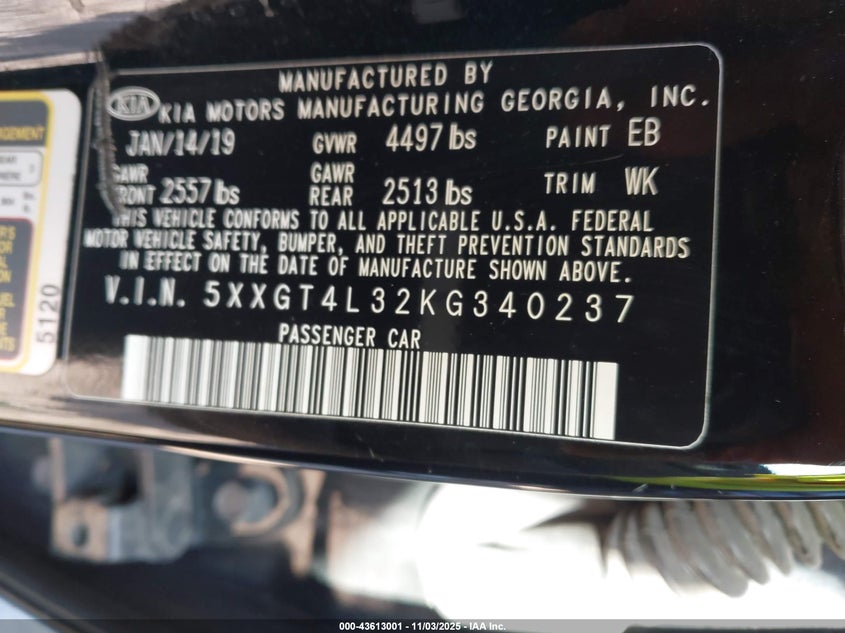 MANUFACTURED BY
KIA KIA MOTORS MANUFACTURING GEORGIA, INC.
JAN/14/19 GVWR 4497 lbs PAINT EB
GAWR FRONT 2557 lbs GAWR REAR 2513 lbs TRIM WK
THIS VEHICLE CONFORMS TO ALL APPLICABLE U.S.A. FEDERAL
MOTOR VEHICLE SAFETY, BUMPER, AND THEFT PREVENTION STANDARDS
IN EFFECT ON THE DATE OF MANUFACTURE SHOWN ABOVE.
V.I.N. 5XXGT4L32KG340237
PASSENGER CAR
5120
000-43613001 - 11/03/2025 - IAA Inc.